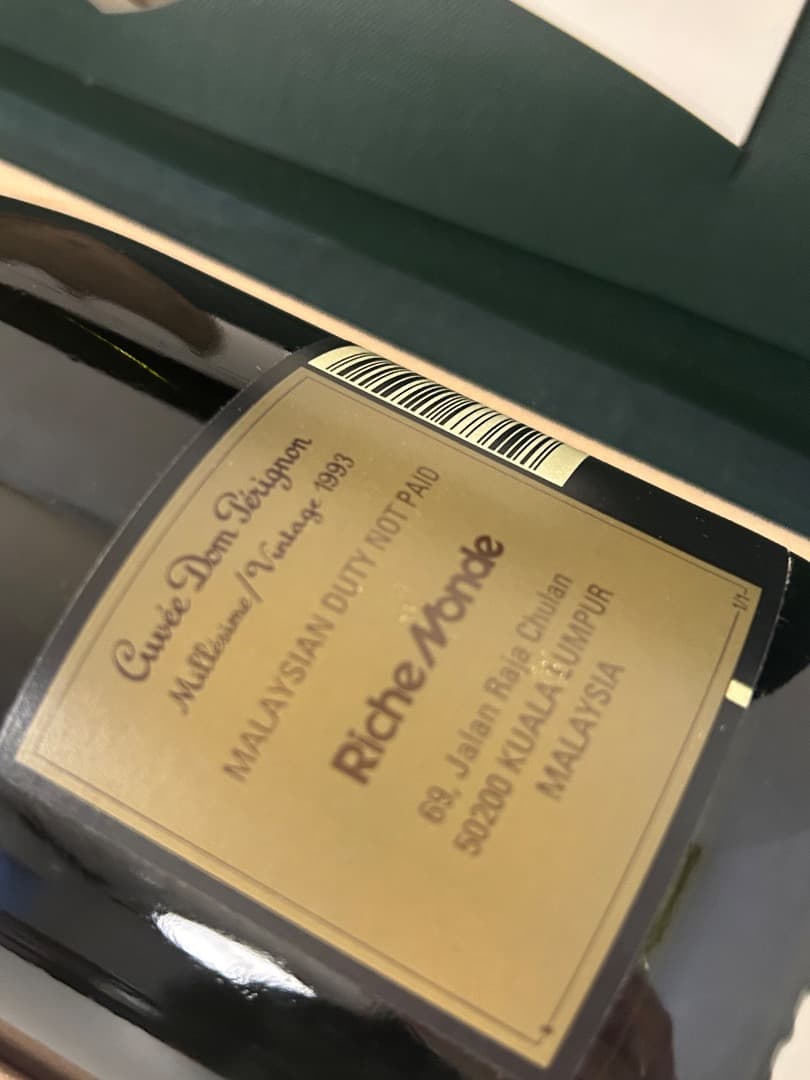 Cuvée Dom Pérignon
Millésime/Vintage 1993
MALAYSIAN DUTY NOT PAID
Riche Monde
69, Jalan Raja Chulan
50200 KUALA LUMPUR
MALAYSIA